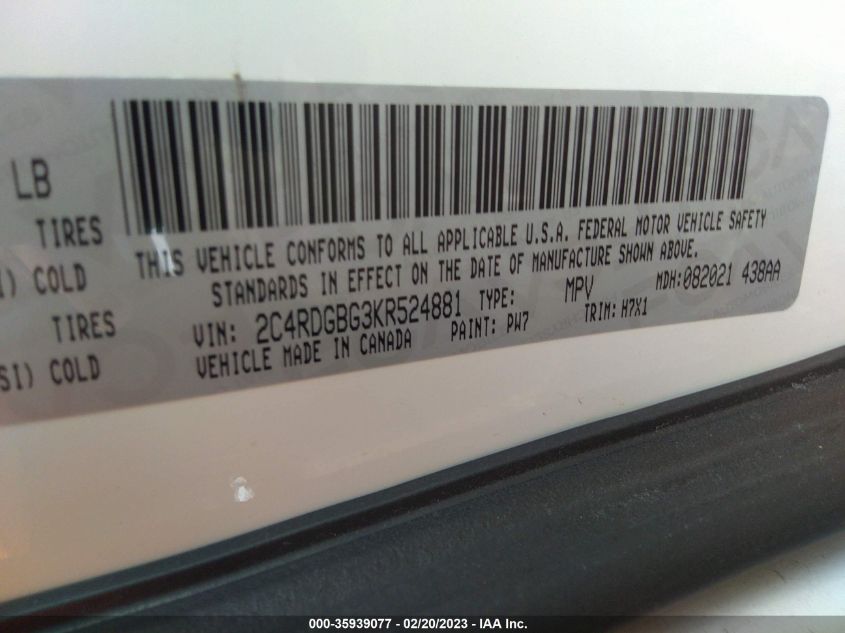 LB
TIRES
I) COLD
TIRES
SI) COLD
THIS VEHICLE CONFORMS TO ALL APPLICABLE U.S.A. FEDERAL MOTOR VEHICLE SAFETY
STANDARDS IN EFFECT ON THE DATE OF MANUFACTURE SHOWN ABOVE.
VIN: 2C4RDGBG3KR524881 TYPE: MPV MDH:082021 438AA
VEHICLE MADE IN CANADA PAINT: PW7 TRIM: H7X1
000-35939077 - 02/20/2023 - IAA Inc.